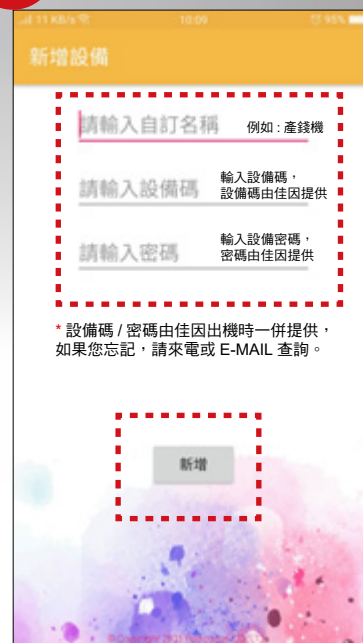 11 KB/s
10:09
95%
新增設備
請輸入自訂名稱
例如 : 產錢機
請輸入設備碼
輸入設備碼，
設備碼由佳因提供
請輸入密碼
輸入設備密碼，
密碼由佳因提供
* 設備碼 / 密碼由佳因出機時一併提供，
如果您忘記，請來電或 E-MAIL 查詢。
新增